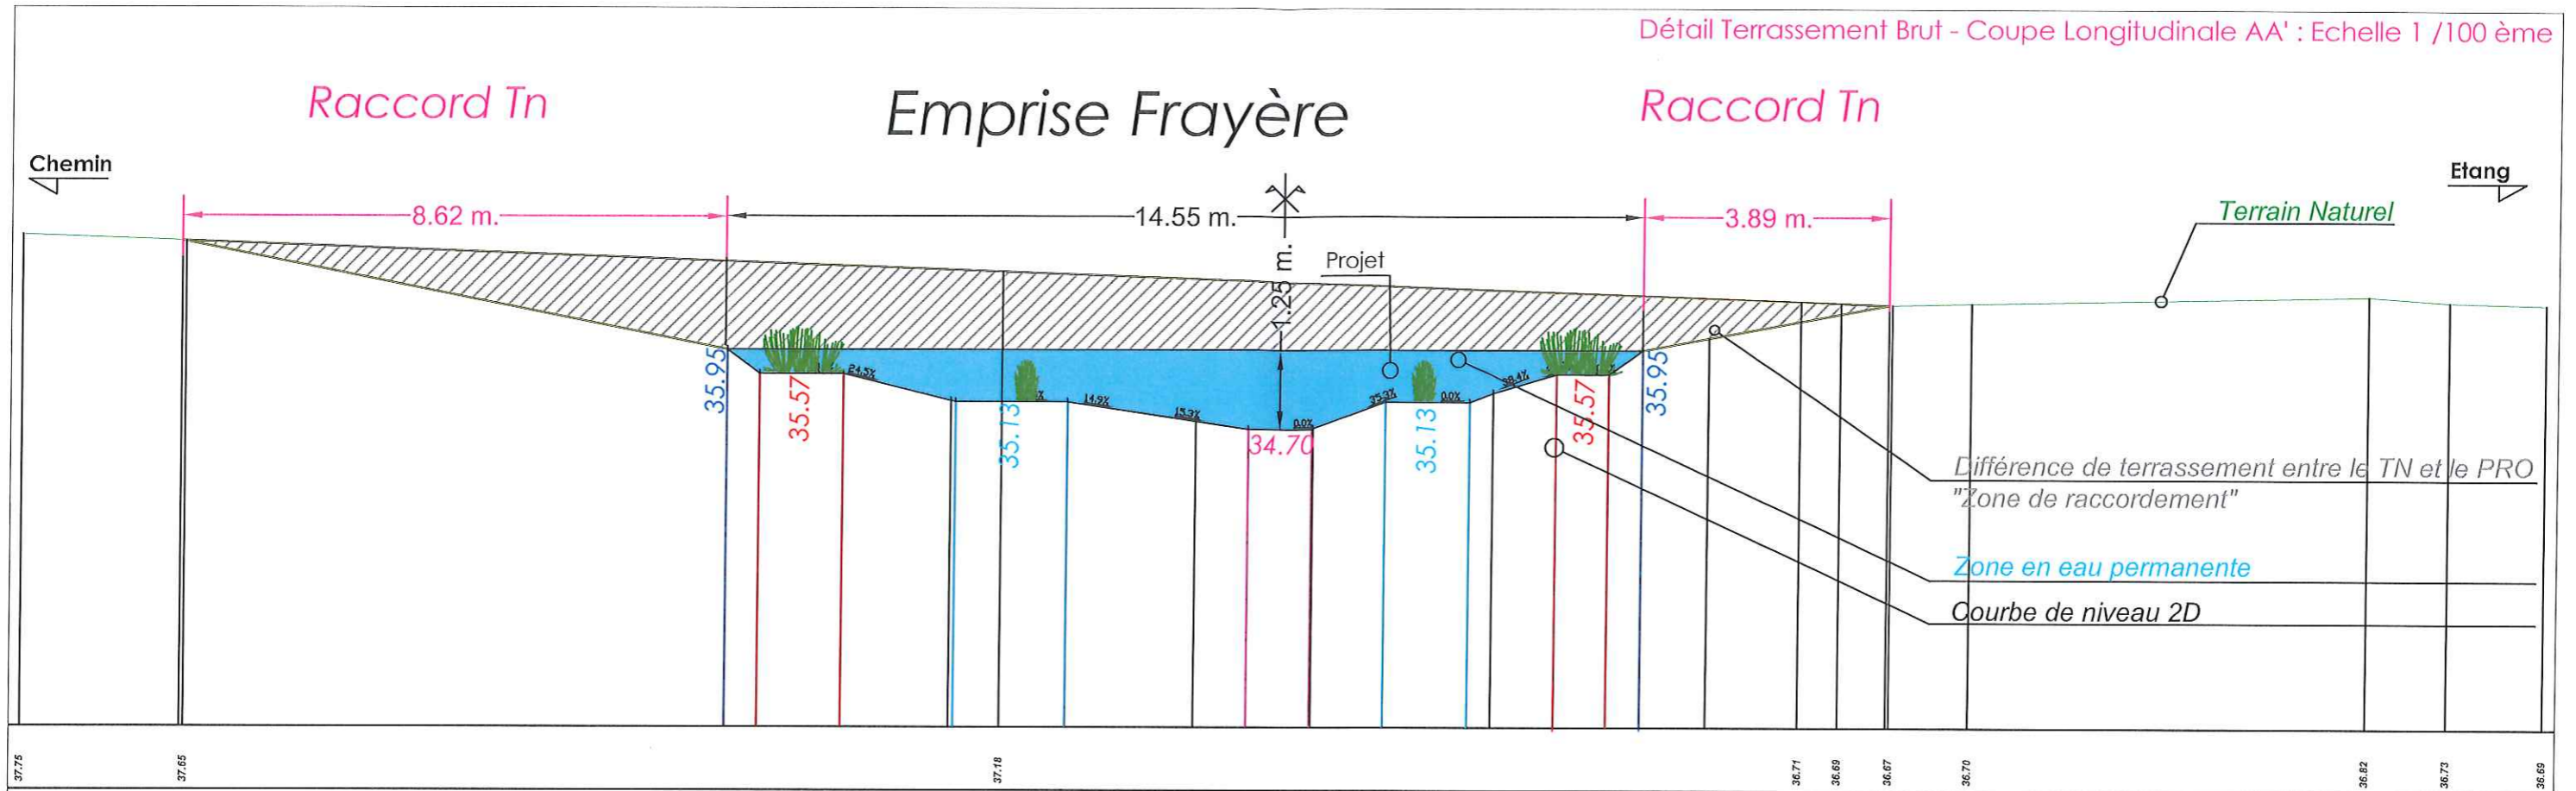 Détail Terrassement Brut - Coupe Longitudinale AA' : Echelle 1 /100 ème
Raccord Tn
Emprise Frayère
Raccord Tn
Chemin
Etang
8.62 m.
14.55 m.
3.89 m.
Terrain Naturel
1.25 m.
Projet
35.95
35.57
24.5%
35.13
14.9%
15.3%
0.0%
34.70
35.3%
35.13
0.0%
38.4%
35.57
35.95
Différence de terrassement entre le TN et le PRO
"Zone de raccordement"
Zone en eau permanente
Courbe de niveau 2D
37.75
37.65
37.18
36.71
36.69
36.67
36.70
36.82
36.73
36.69